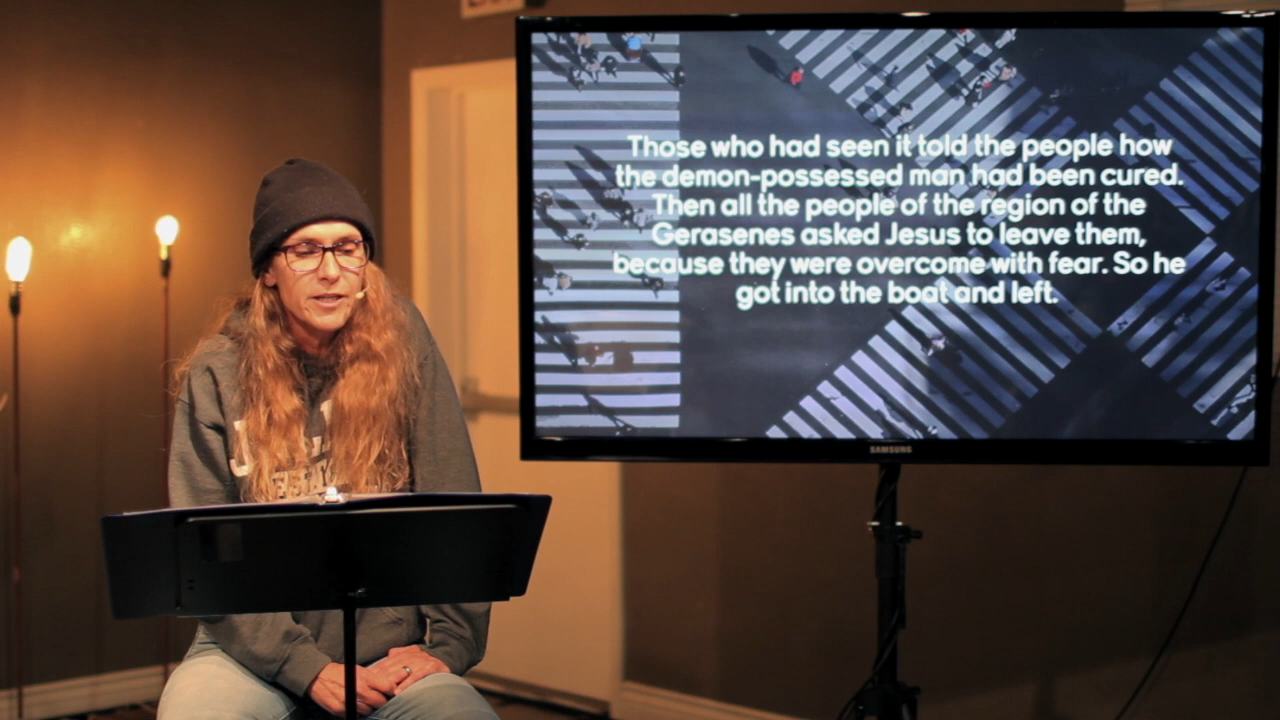 Those who had seen it told the people how
the demon-possessed man had been cured.
Then all the people of the region of the
Gerasenes asked Jesus to leave them,
because they were overcome with fear. So he
got into the boat and left.
SAMSUNG